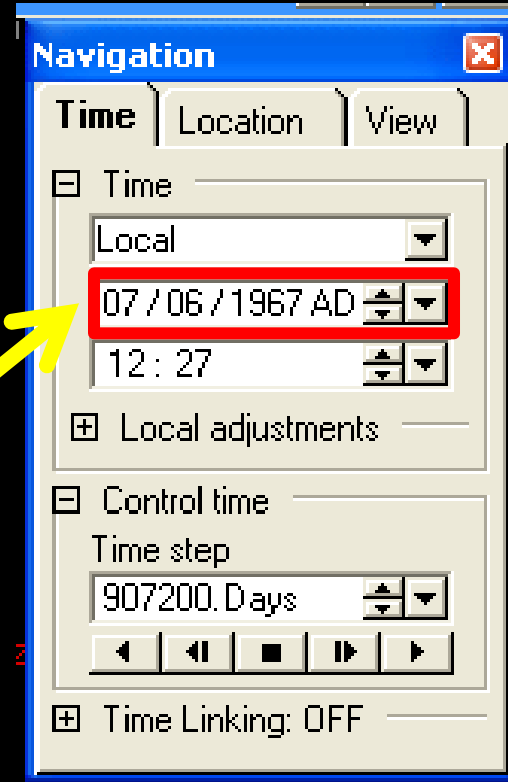 Navigation
Time Location View
Time
Local
07 / 06 / 1967 AD
12 : 27
Local adjustments
Control time
Time step
907200. Days
Time Linking: OFF